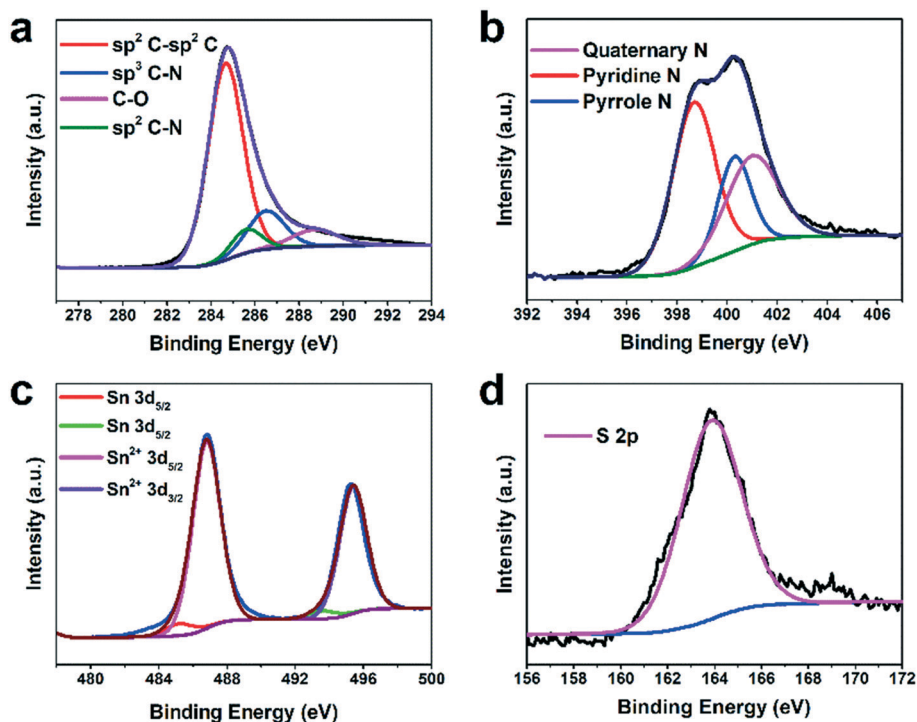 a
sp² C-sp² C
sp³ C-N
C-O
sp² C-N
Intensity (a.u.)
278 280 282 284 286 288 290 292 294
Binding Energy (eV)
b
Quaternary N
Pyridine N
Pyrrole N
Intensity (a.u.)
392 394 396 398 400 402 404 406
Binding Energy (eV)
c
Sn 3d5/2
Sn 3d5/2
Sn²⁺ 3d5/2
Sn²⁺ 3d3/2
Intensity (a.u.)
480 484 488 492 496 500
Binding Energy (eV)
d
S 2p
Intensity (a.u.)
156 158 160 162 164 166 168 170 172
Binding Energy (eV)